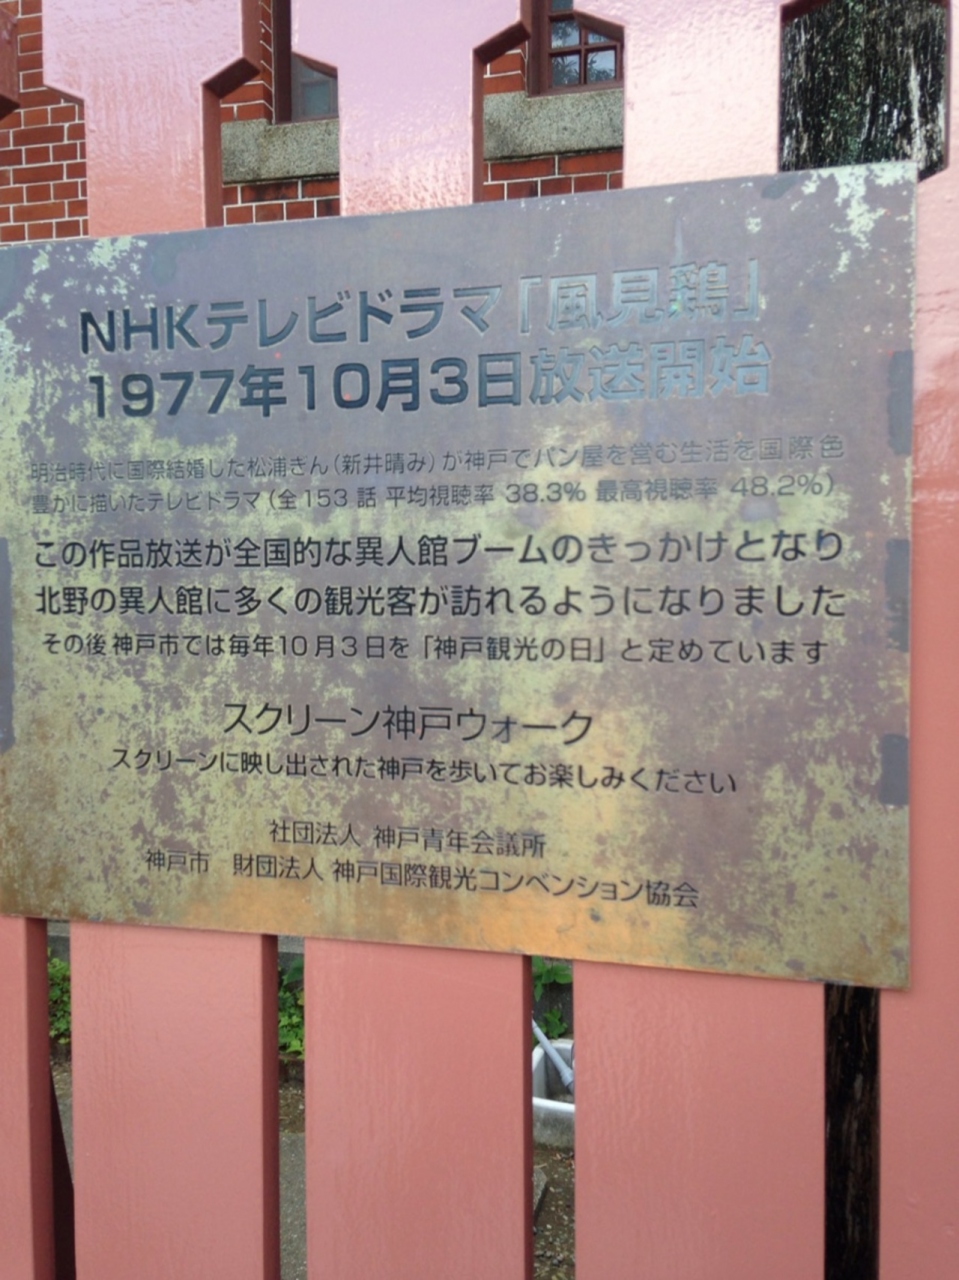 NHKテレビドラマ「風見鶏」
1977年10月3日放送開始
明治時代に国際結婚した松浦ぎん(新井晴み)が神戸でパン屋を営む生活を国際色
豊かに描いたテレビドラマ(全153話 平均視聴率 38.3% 最高視聴率 48.2%)
この作品放送が全国的な異人館ブームのきっかけとなり
北野の異人館に多くの観光客が訪れるようになりました
その後神戸市では毎年10月3日を「神戸観光の日」と定めています
スクリーン神戸ウォーク
スクリーンに映し出された神戸を歩いてお楽しみください
社団法人 神戸青年会議所
神戸市 財団法人 神戸国際観光コンベンション協会